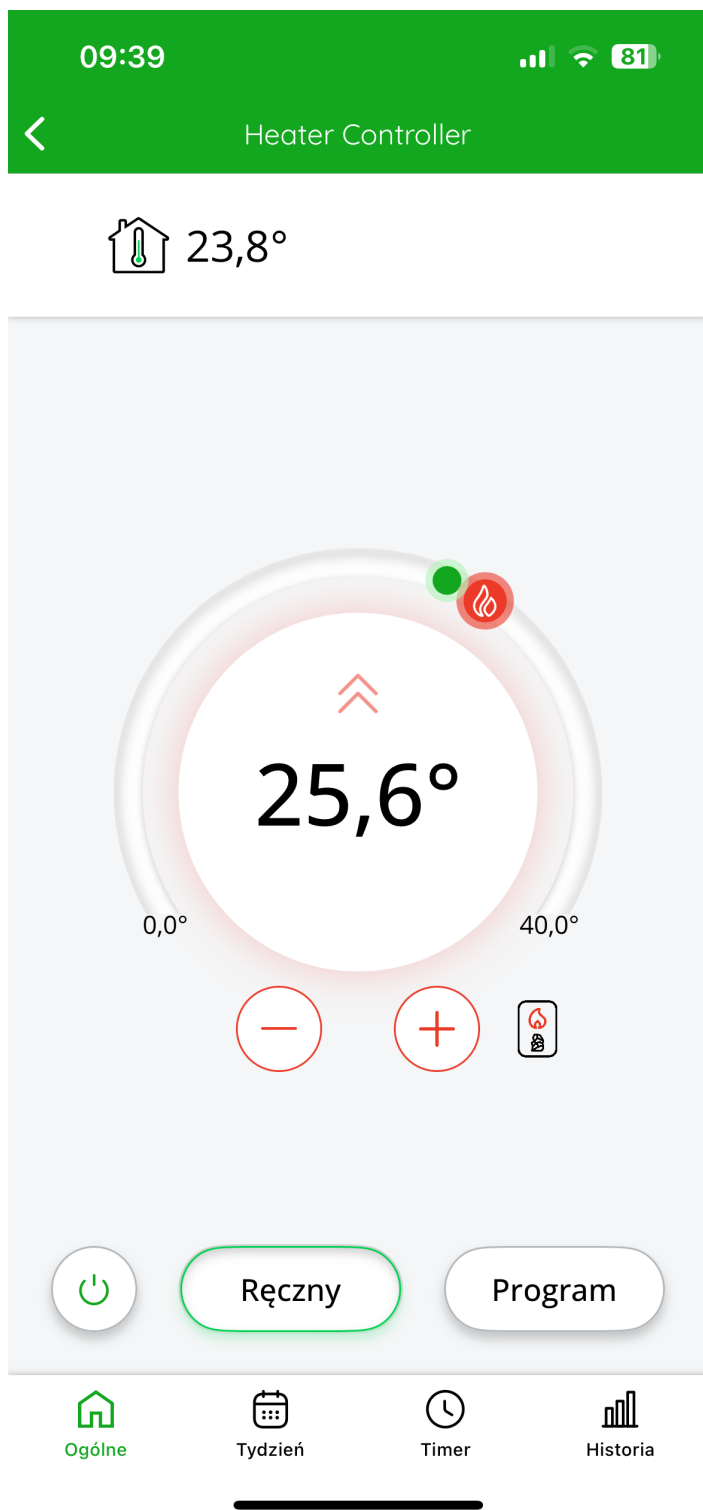 09:39
81
Heater Controller
23,8°
25,6°
0,0°
40,0°
Ręczny
Program
Ogólne
Tydzień
Timer
Historia